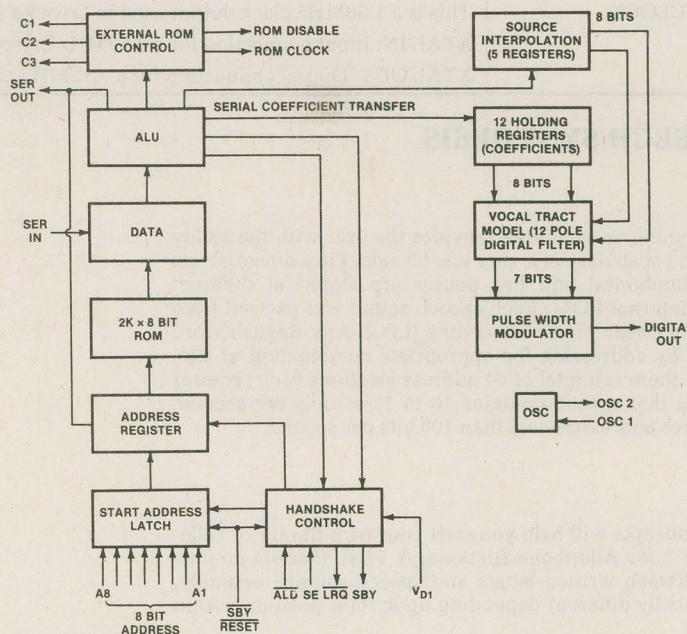 C1
C2
C3
EXTERNAL ROM
CONTROL
ROM DISABLE
ROM CLOCK
SOURCE
INTERPOLATION
(5 REGISTERS)
8 BITS
SER
OUT
ALU
SERIAL COEFFICIENT TRANSFER
12 HOLDING
REGISTERS
(COEFFICIENTS)
8 BITS
SER
IN
DATA
VOCAL TRACT
MODEL (12 POLE
DIGITAL FILTER)
7 BITS
2K × 8 BIT
ROM
PULSE WIDTH
MODULATOR
DIGITA
OUT
ADDRESS
REGISTER
OSC
OSC 2
OSC 1
START ADDRESS
LATCH
HANDSHAKE
CONTROL
A8
A1
8 BIT
ADDRESS
SBY
RESET
ALD SE LRQ SBY
VD1